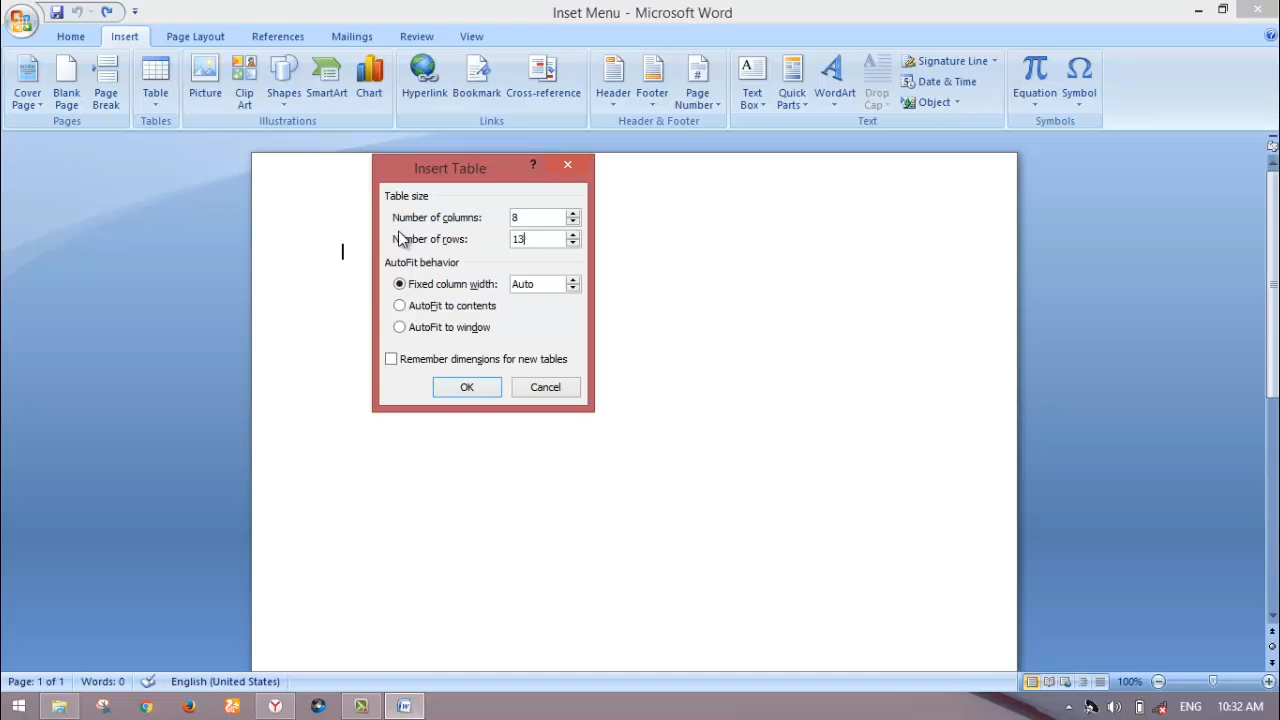 Inset Menu - Microsoft Word
Home Insert Page Layout References Mailings Review View
Cover Page Blank Page Page Break Table Picture Clip Art Shapes SmartArt Chart Hyperlink Bookmark Cross-reference Header Footer Page Number Text Box Quick Parts WordArt Drop Cap Signature Line Date & Time Object Equation Symbol
Pages Tables Illustrations Links Header & Footer Text Symbols
Insert Table ?
Table size
Number of columns: 8
Number of rows: 13
AutoFit behavior
Fixed column width: Auto
AutoFit to contents
AutoFit to window
Remember dimensions for new tables
OK Cancel
Page: 1 of 1 Words: 0 English (United States) 100%
ENG 10:32 AM